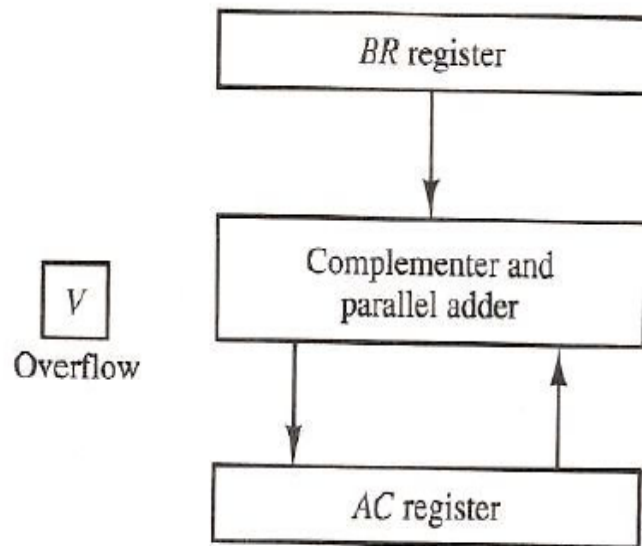 BR register
Complementer and
parallel adder
V
Overflow
AC register